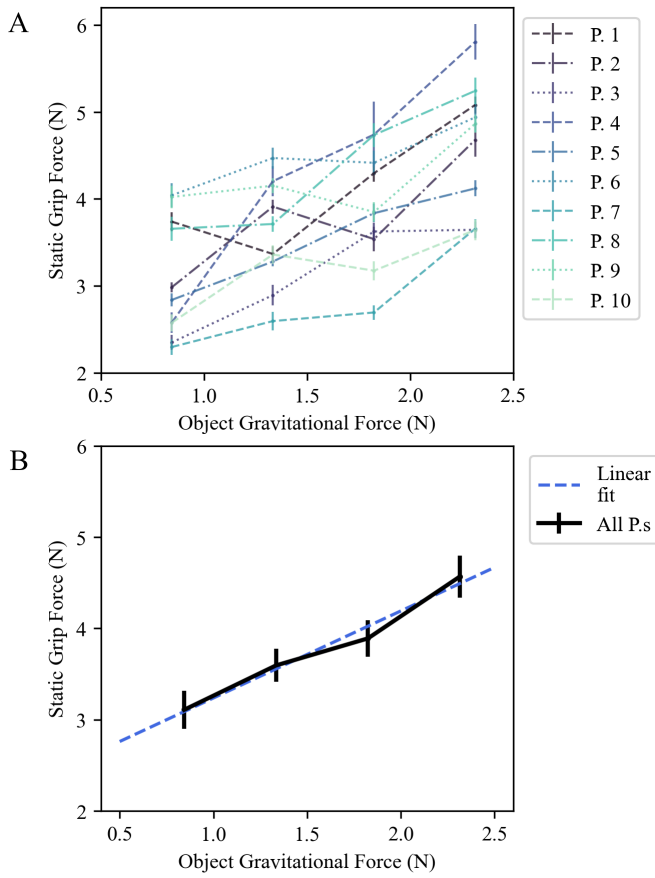 A
6
5
4
3
2
Static Grip Force (N)
0.5 1.0 1.5 2.0 2.5
Object Gravitational Force (N)
P. 1
P. 2
P. 3
P. 4
P. 5
P. 6
P. 7
P. 8
P. 9
P. 10
B
6
5
4
3
2
Static Grip Force (N)
0.5 1.0 1.5 2.0 2.5
Object Gravitational Force (N)
Linear
fit
All P.s